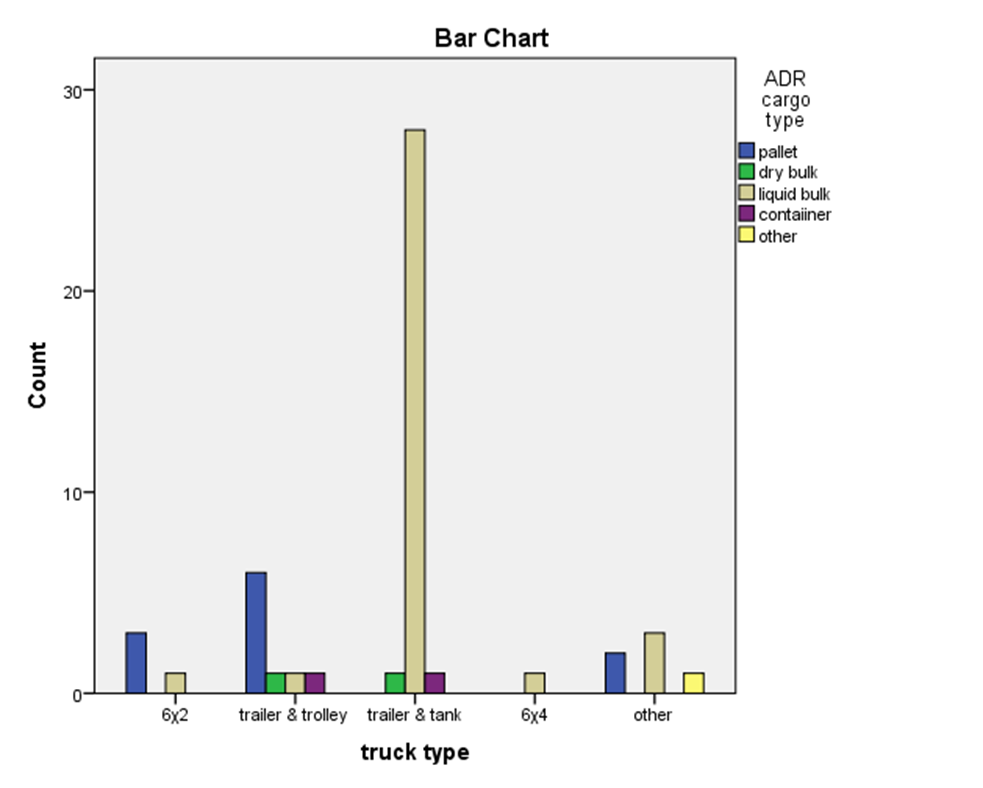 Bar Chart
ADR
cargo
type
pallet
dry bulk
liquid bulk
contaiiner
other
30
20
10
0
Count
6χ2
trailer & trolley
trailer & tank
6χ4
other
truck type